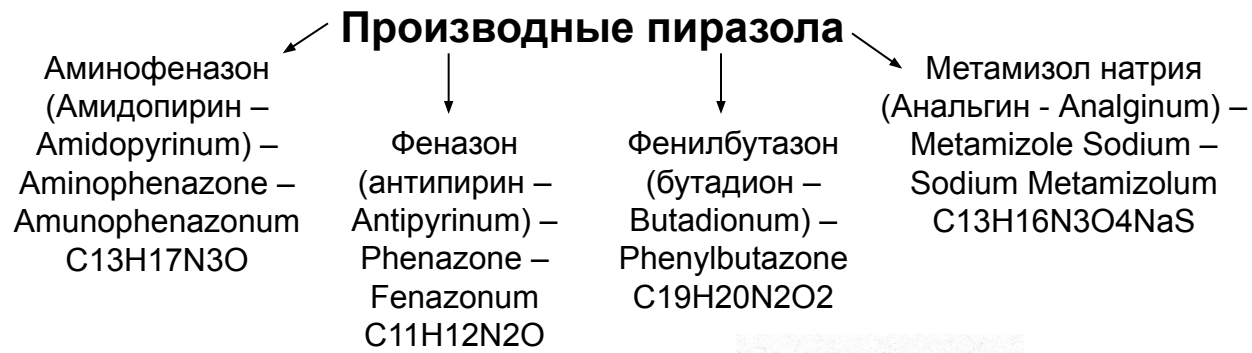 Производные пиразола
Аминофеназон
(Амидопирин –
Amidopyrinum) –
Aminophenazone –
Amunophenazonum
C13H17N3O
Феназон
(антипирин –
Antipyrinum) –
Phenazone –
Fenazonum
C11H12N2O
Фенилбутазон
(бутадион –
Butadionum) –
Phenylbutazone
C19H20N2O2
Метамизол натрия
(Анальгин - Analginum) –
Metamizole Sodium –
Sodium Metamizolum
C13H16N3O4NaS